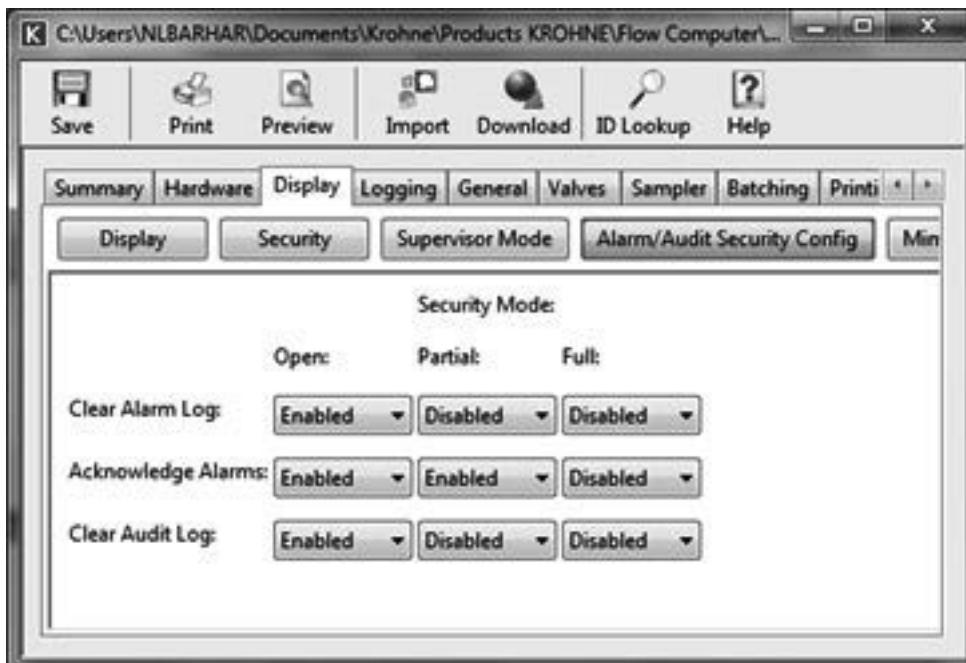 K C:\Users\NLBARHAR\Documents\Krohne\Products KROHNE\Flow Computer\...
Save Print Preview Import Download ID Lookup Help
Summary Hardware Display Logging General Valves Sampler Batching Printi
Display Security Supervisor Mode Alarm/Audit Security Config Min
Security Mode:
Open: Partial: Full:
Clear Alarm Log: Enabled Disabled Disabled
Acknowledge Alarms: Enabled Enabled Disabled
Clear Audit Log: Enabled Disabled Disabled